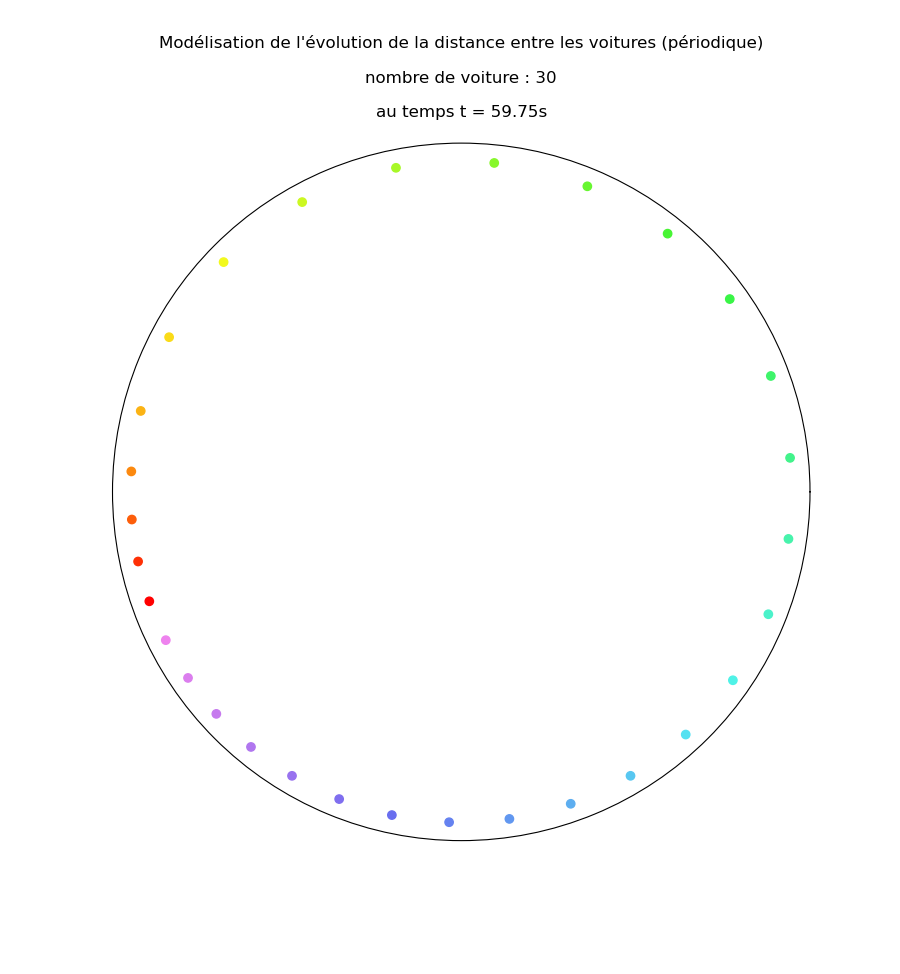 Modélisation de l'évolution de la distance entre les voitures (périodique)
nombre de voiture : 30
au temps t = 59.75s